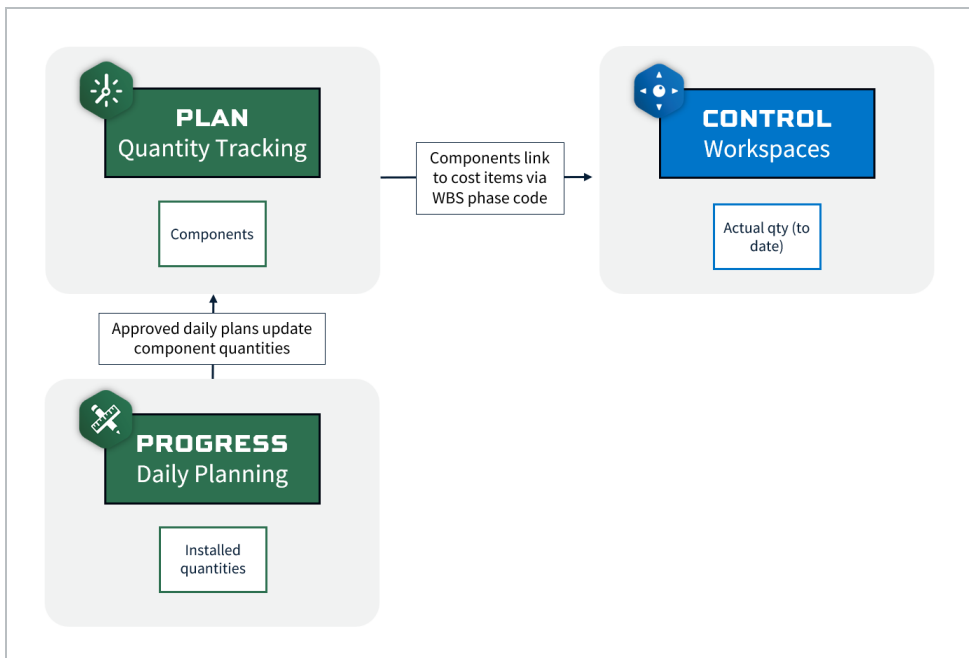 PLAN
Quantity Tracking
Components
Components link
to cost items via
WBS phase code
CONTROL
Workspaces
Actual qty (to
date)
Approved daily plans update
component quantities
PROGRESS
Daily Planning
Installed
quantities